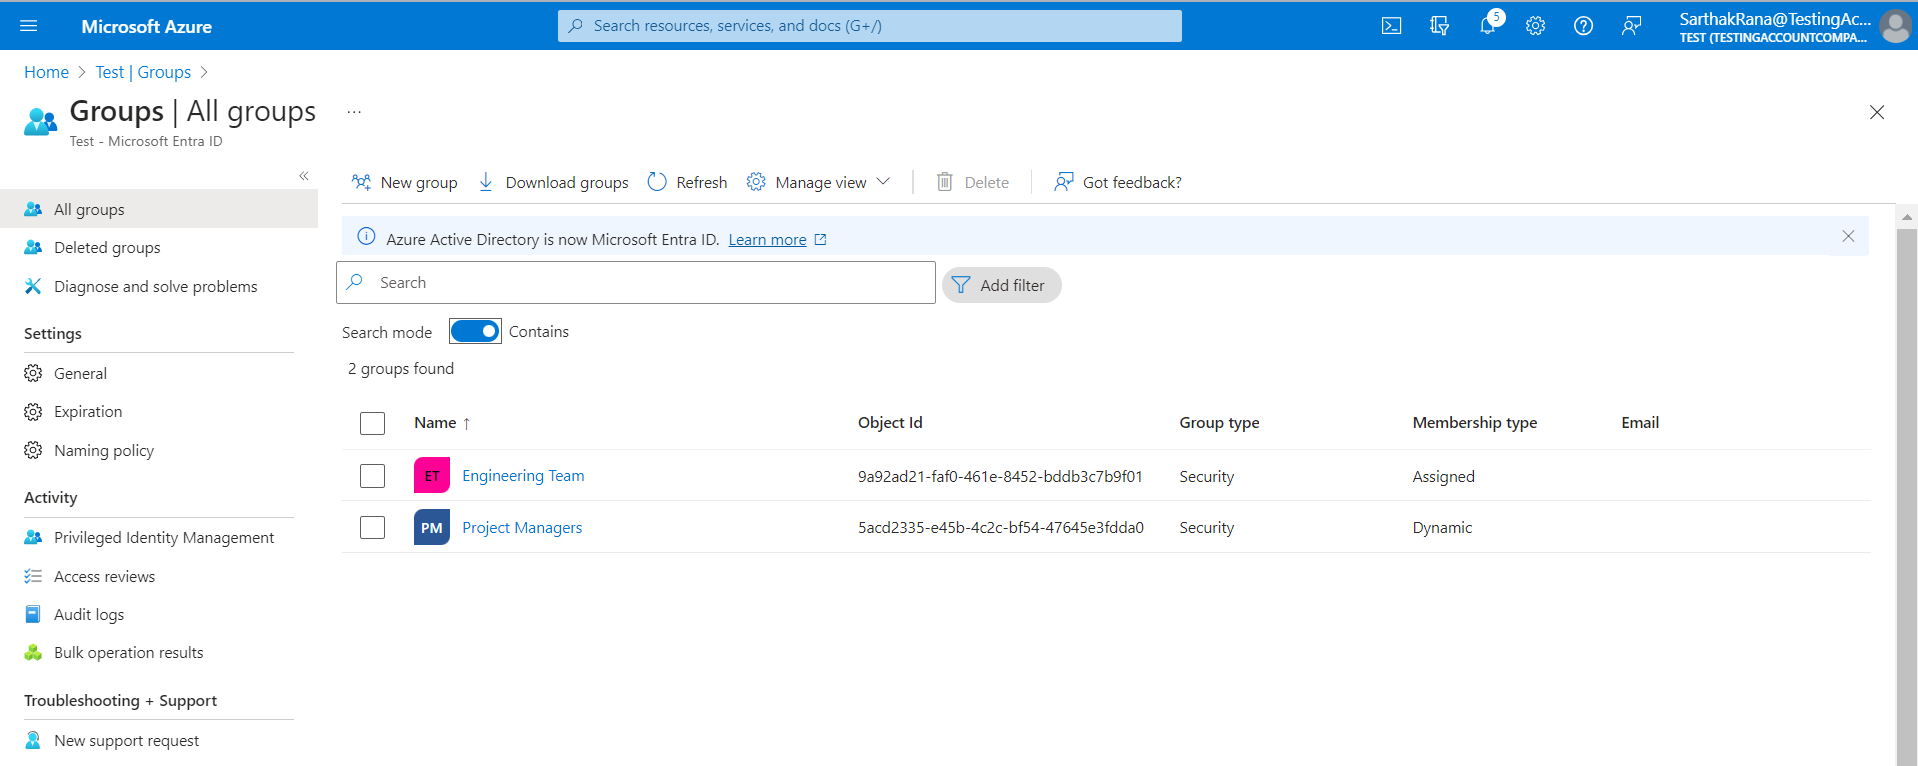 Microsoft Azure
Search resources, services, and docs (G+/)
5
SarthakRana@TestingAc...
TEST (TESTINGACCOUNTCOMPA...
Home > Test | Groups >
Groups | All groups ...
Test - Microsoft Entra ID
«
All groups
Deleted groups
Diagnose and solve problems
Settings
General
Expiration
Naming policy
Activity
Privileged Identity Management
Access reviews
Audit logs
Bulk operation results
Troubleshooting + Support
New support request
New group Download groups Refresh Manage view Delete Got feedback?
Azure Active Directory is now Microsoft Entra ID. Learn more
Search
Add filter
Search mode Contains
2 groups found
Name ↑ Object Id Group type Membership type Email
ET Engineering Team 9a92ad21-faf0-461e-8452-bddb3c7b9f01 Security Assigned
PM Project Managers 5acd2335-e45b-4c2c-bf54-47645e3fdda0 Security Dynamic